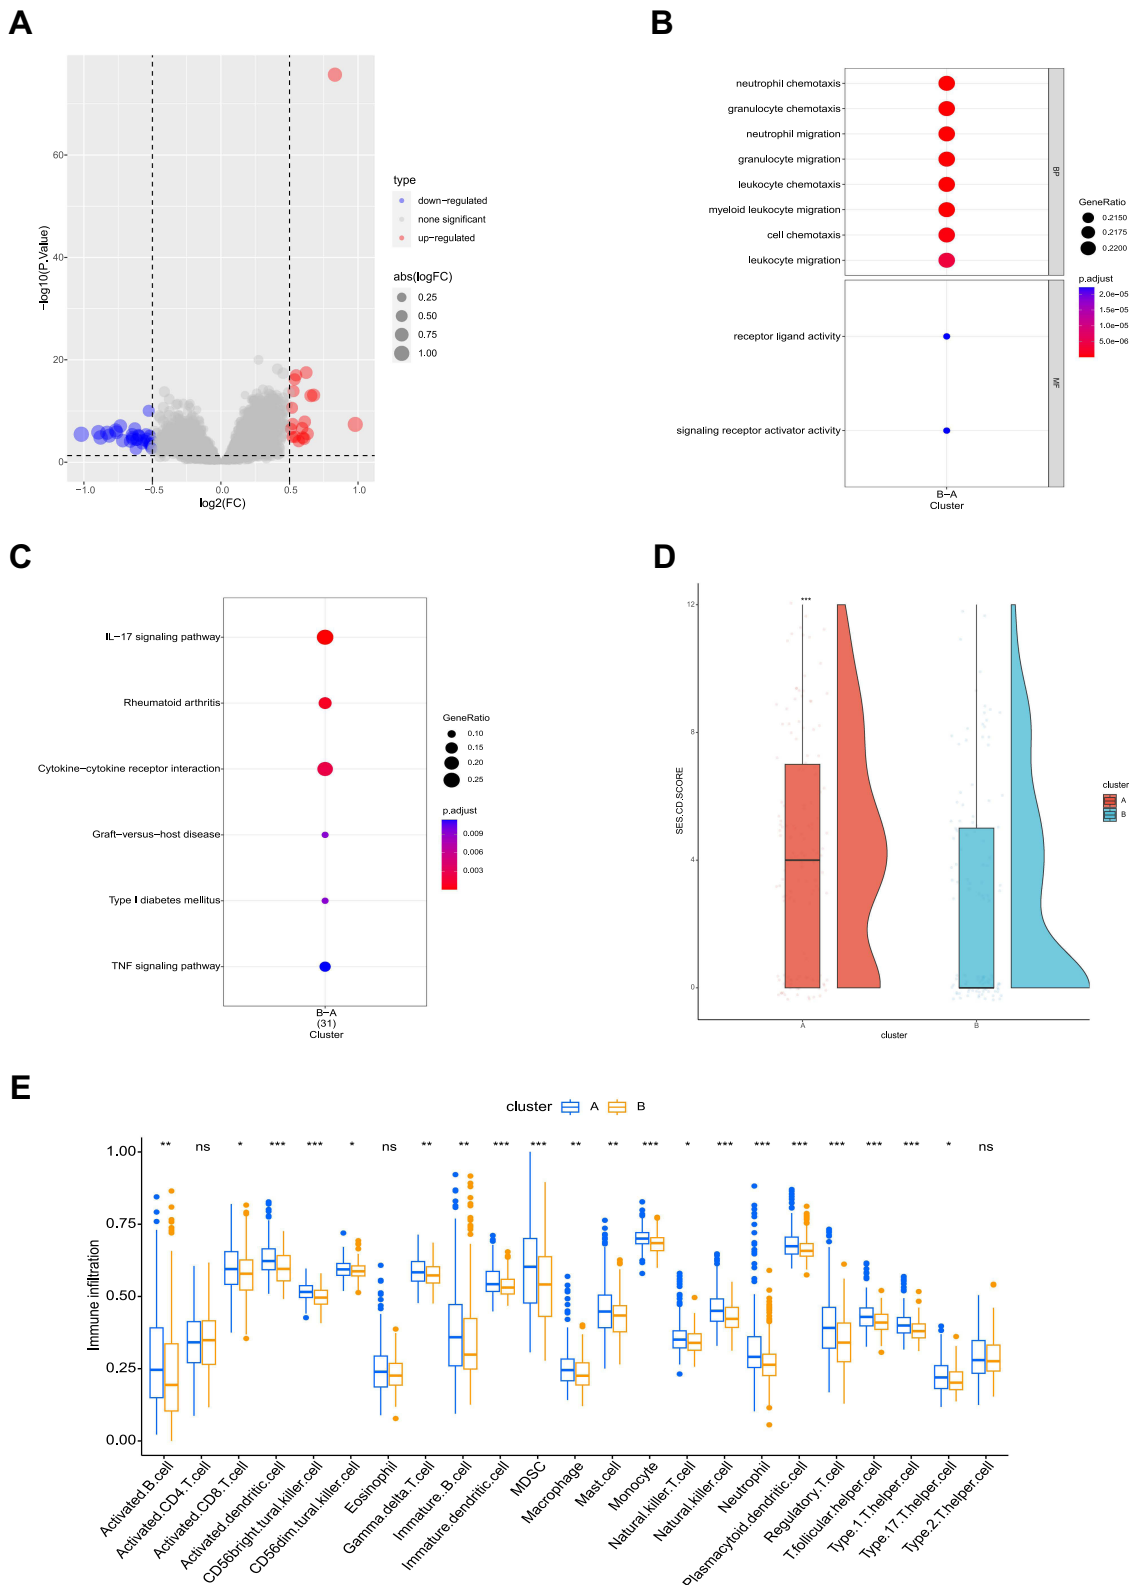 A
−log10(P.Value)
60
40
20
0
−1.0
−0.5
0.0
0.5
1.0
log2(FC)
type
down−regulated
none significant
up−regulated
abs(logFC)
0.25
0.50
0.75
1.00
B
neutrophil chemotaxis
granulocyte chemotaxis
neutrophil migration
granulocyte migration
leukocyte chemotaxis
myeloid leukocyte migration
cell chemotaxis
leukocyte migration
receptor ligand activity
signaling receptor activator activity
BP
MF
B−A
Cluster
GeneRatio
0.2150
0.2175
0.2200
p.adjust
2.0e−05
1.5e−05
1.0e−05
5.0e−06
C
IL−17 signaling pathway
Rheumatoid arthritis
Cytokine−cytokine receptor interaction
Graft−versus−host disease
Type I diabetes mellitus
TNF signaling pathway
B−A
(31)
Cluster
GeneRatio
0.10
0.15
0.20
0.25
p.adjust
0.009
0.006
0.003
D
SES.CD.SCORE
12
8
4
0
***
A
B
cluster
cluster
A
B
E
cluster A B
Immune infiltration
1.00
0.75
0.50
0.25
0.00
** ns * *** *** * ns ** ** *** *** ** ** *** * *** *** *** *** *** *** * ns
Activated.B.cell
Activated.CD4.T.cell
Activated.CD8.T.cell
Activated.dendritic.cell
CD56bright.tural.killer.cell
CD56dim.tural.killer.cell
Eosinophil
Gamma.delta.T.cell
Immature..B.cell
Immature.dendritic.cell
MDSC
Macrophage
Mast.cell
Monocyte
Natural.killer.T.cell
Natural.killer.cell
Neutrophil
Plasmacytoid.dendritic.cell
Regulatory.T.cell
T.follicular.helper.cell
Type.1.T.helper.cell
Type.17.T.helper.cell
Type.2.T.helper.cell